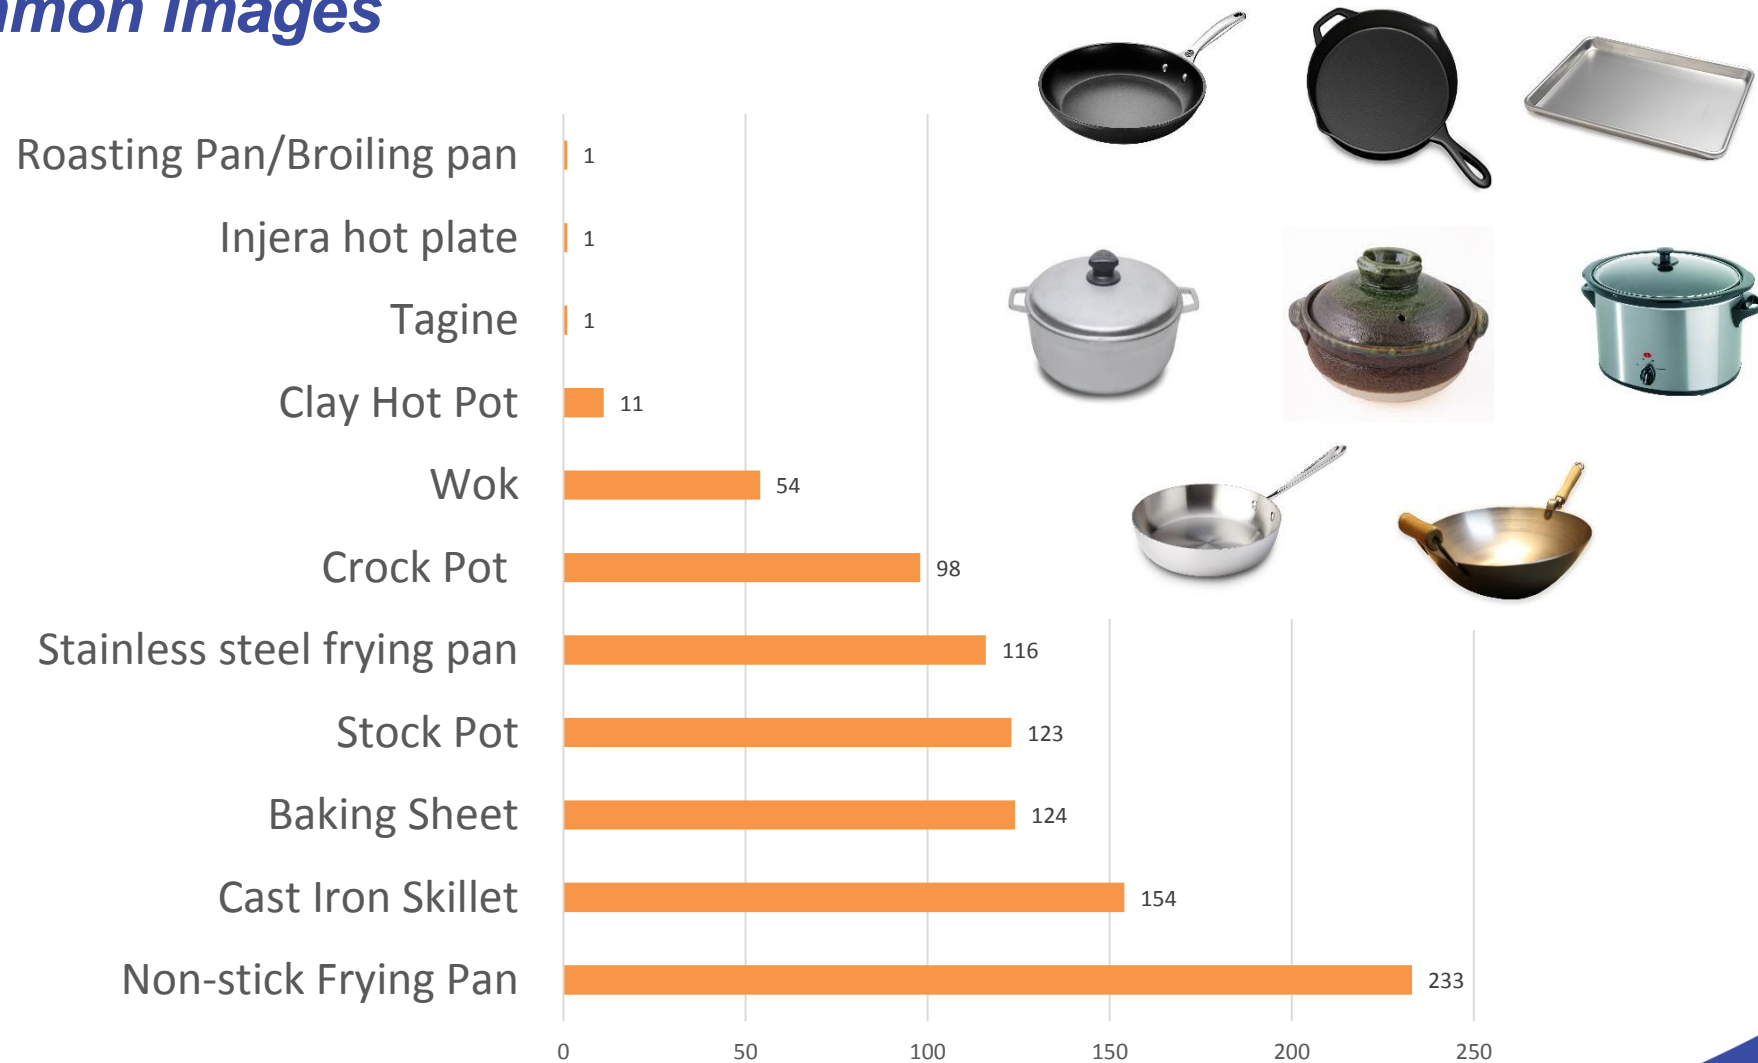 Images
Roasting Pan/Broiling pan 1
Injera hot plate 1
Tagine 1
Clay Hot Pot 11
Wok 54
Crock Pot 98
Stainless steel frying pan 116
Stock Pot 123
Baking Sheet 124
Cast Iron Skillet 154
Non-stick Frying Pan 233
0 50 100 150 200 250